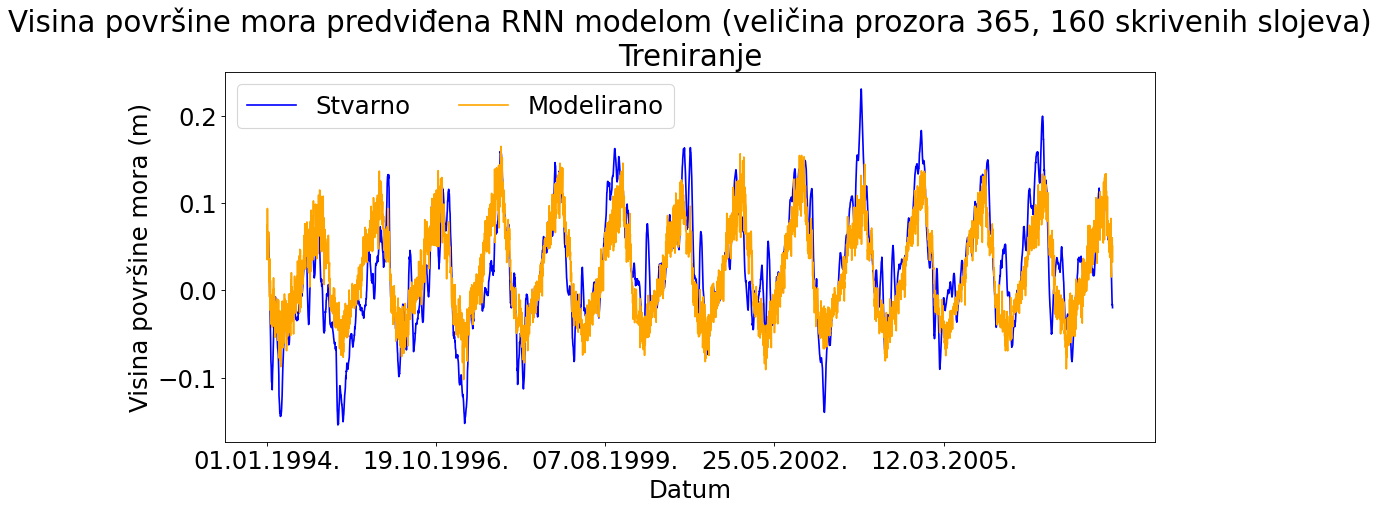 Visina površine mora predviđena RNN modelom (veličina prozora 365, 160 skrivenih slojeva)
Treniranje
Stvarno Modelirano
Visina površine mora (m)
0.2
0.1
0.0
−0.1
01.01.1994. 19.10.1996. 07.08.1999. 25.05.2002. 12.03.2005.
Datum